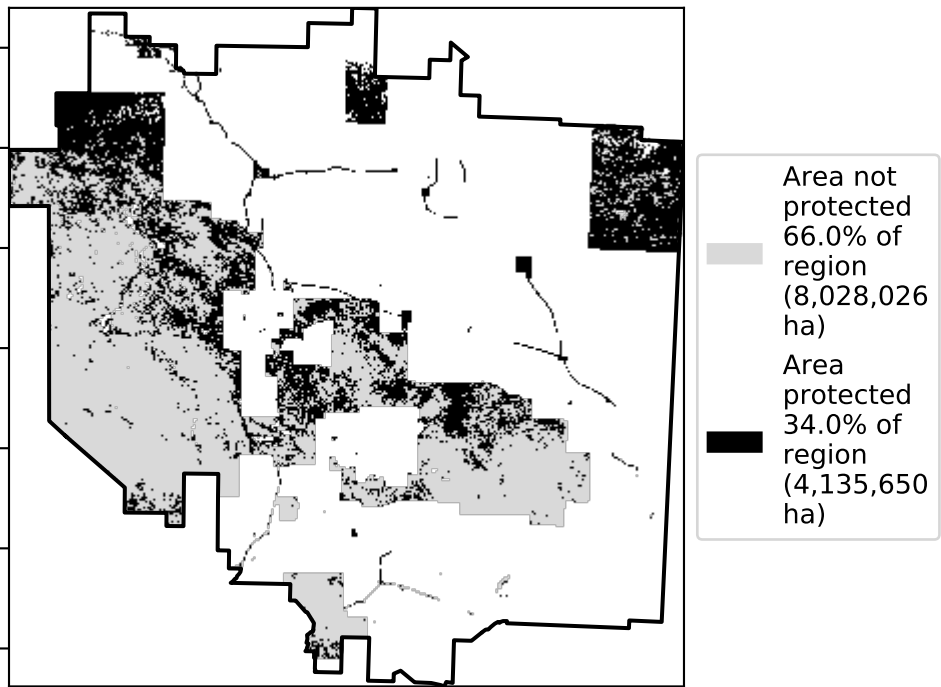 Area not
protected
66.0% of
region
(8,028,026
ha)
Area
protected
34.0% of
region
(4,135,650
ha)